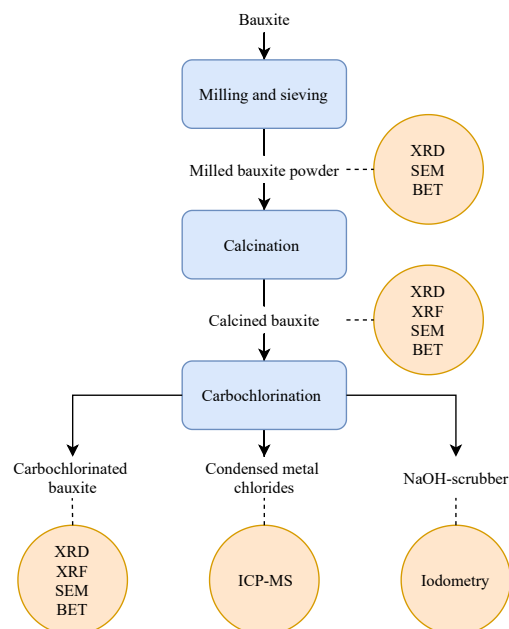 Bauxite
Milling and sieving
Milled bauxite powder
XRD
SEM
BET
Calcination
Calcined bauxite
XRD
XRF
SEM
BET
Carbochlorination
Carbochlorinated
bauxite
Condensed metal
chlorides
NaOH-scrubber
XRD
XRF
SEM
BET
ICP-MS
Iodometry